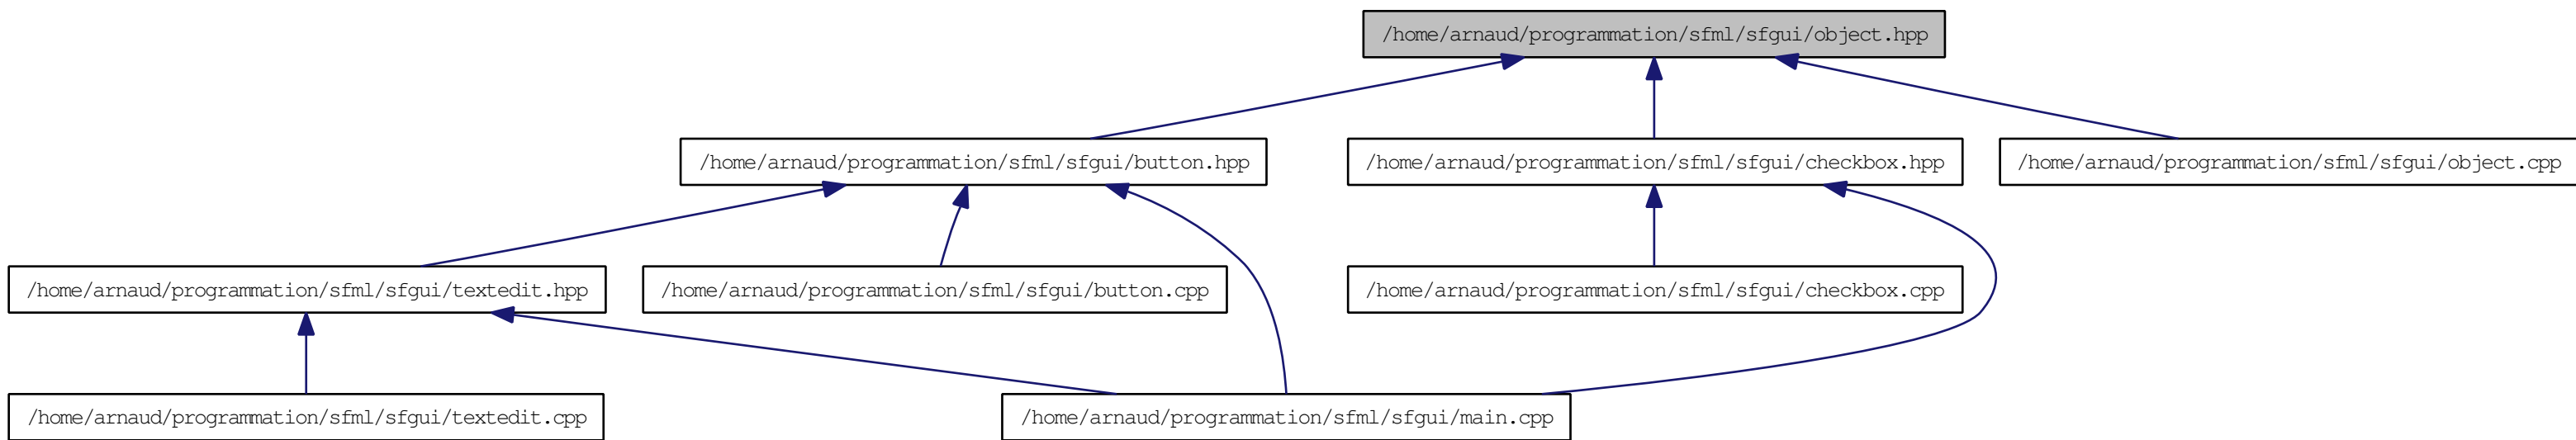 /home/arnaud/programmation/sfml/sfgui/object.hpp
/home/arnaud/programmation/sfml/sfgui/button.hpp
/home/arnaud/programmation/sfml/sfgui/checkbox.hpp
/home/arnaud/programmation/sfml/sfgui/object.cpp
/home/arnaud/programmation/sfml/sfgui/textedit.hpp
/home/arnaud/programmation/sfml/sfgui/button.cpp
/home/arnaud/programmation/sfml/sfgui/checkbox.cpp
/home/arnaud/programmation/sfml/sfgui/textedit.cpp
/home/arnaud/programmation/sfml/sfgui/main.cpp